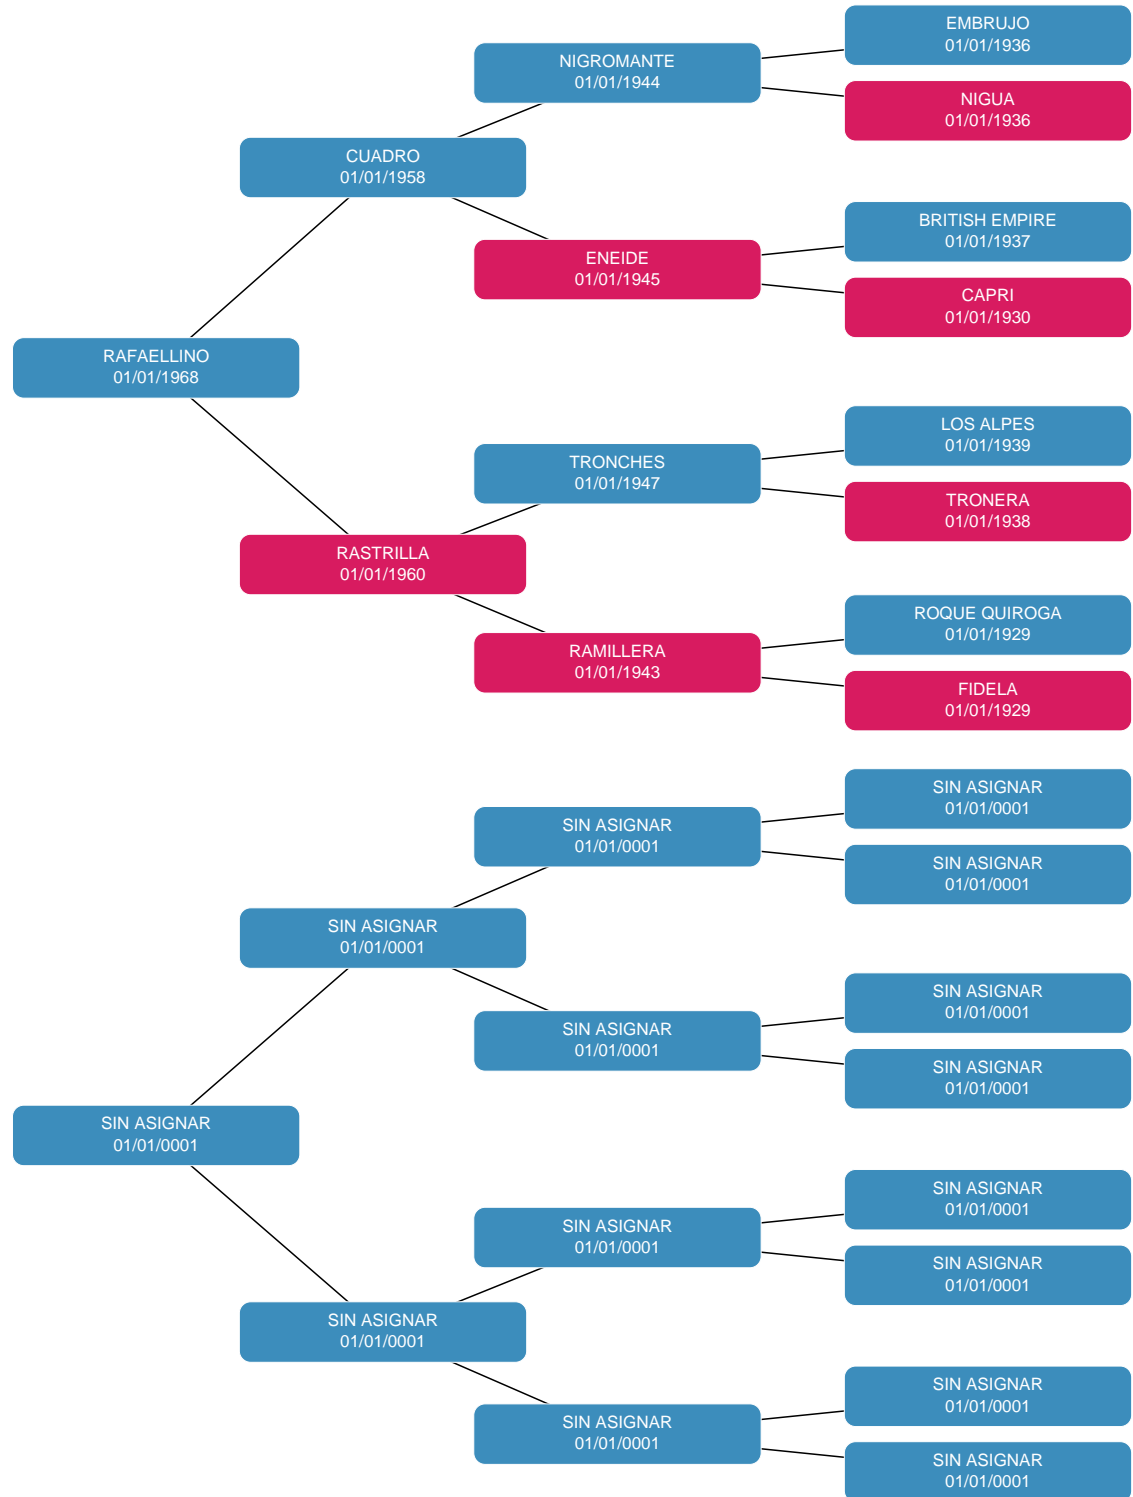 EMBRUJO
01/01/1936
NIGROMANTE
01/01/1944
NIGUA
01/01/1936
CUADRO
01/01/1958
BRITISH EMPIRE
01/01/1937
ENEIDE
01/01/1945
CAPRI
01/01/1930
RAFAELLINO
01/01/1968
LOS ALPES
01/01/1939
TRONCHES
01/01/1947
TRONERA
01/01/1938
RASTRILLA
01/01/1960
ROQUE QUIROGA
01/01/1929
RAMILLERA
01/01/1943
FIDELA
01/01/1929
SIN ASIGNAR
01/01/0001
SIN ASIGNAR
01/01/0001
SIN ASIGNAR
01/01/0001
SIN ASIGNAR
01/01/0001
SIN ASIGNAR
01/01/0001
SIN ASIGNAR
01/01/0001
SIN ASIGNAR
01/01/0001
SIN ASIGNAR
01/01/0001
SIN ASIGNAR
01/01/0001
SIN ASIGNAR
01/01/0001
SIN ASIGNAR
01/01/0001
SIN ASIGNAR
01/01/0001
SIN ASIGNAR
01/01/0001
SIN ASIGNAR
01/01/0001
SIN ASIGNAR
01/01/0001